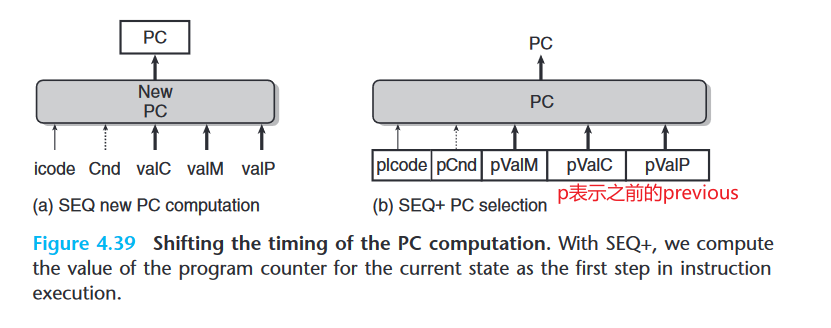 PC
PC
New
PC
PC
icode Cnd valC valM valP
pIcode pCnd pValM pValC pValP
(a) SEQ new PC computation
(b) SEQ+ PC selection
p表示之前的previous
Figure 4.39 Shifting the timing of the PC computation. With SEQ+, we compute
the value of the program counter for the current state as the first step in instruction
execution.